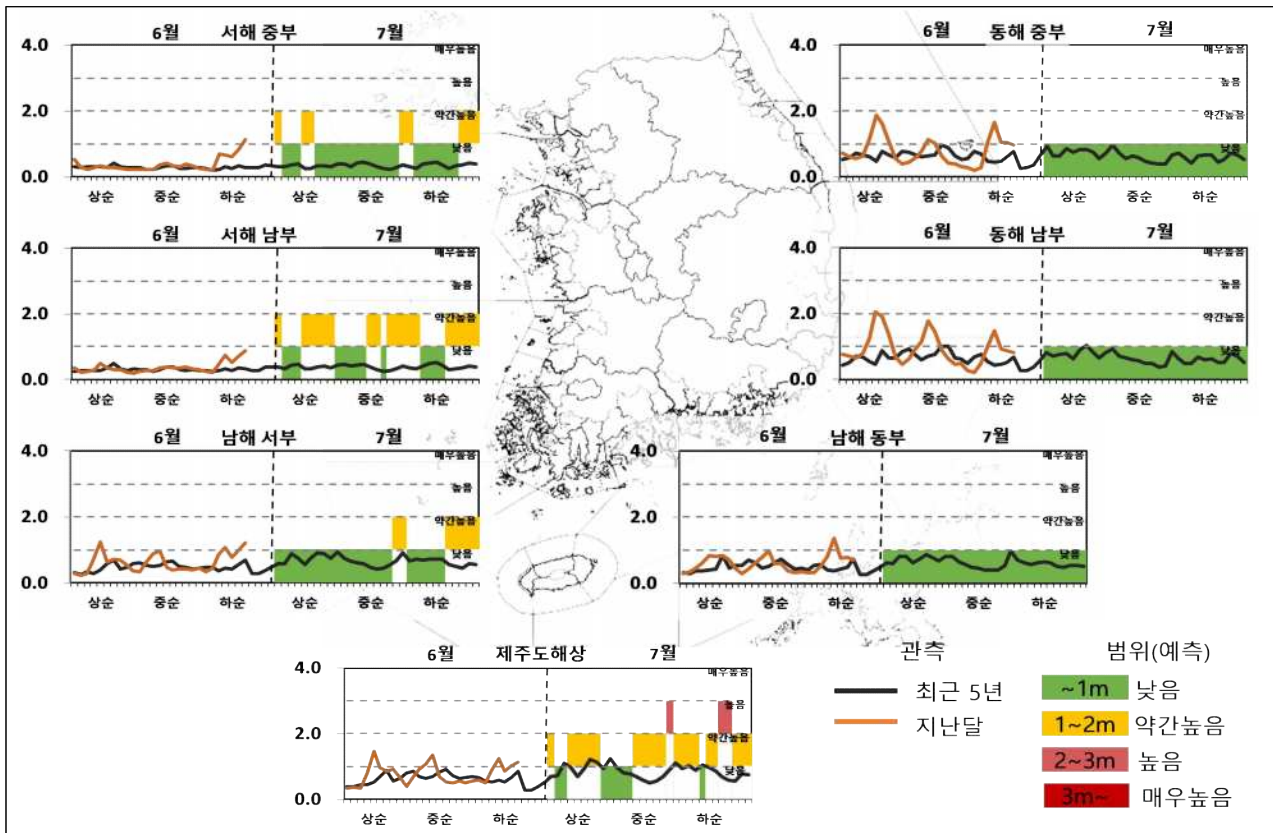 6월 서해 중부 7월
4.0
2.0
0.0
매우높음
높음
약간높음
낮음
상순 중순 하순 상순 중순 하순
6월 동해 중부 7월
4.0
2.0
0.0
매우높음
높음
약간높음
낮음
상순 중순 하순 상순 중순 하순
6월 서해 남부 7월
4.0
2.0
0.0
매우높음
높음
약간높음
낮음
상순 중순 하순 상순 중순 하순
6월 동해 남부 7월
4.0
2.0
0.0
매우높음
높음
약간높음
낮음
상순 중순 하순 상순 중순 하순
6월 남해 서부 7월
4.0
2.0
0.0
매우높음
높음
약간높음
낮음
상순 중순 하순 상순 중순 하순
6월 남해 동부 7월
4.0
2.0
0.0
매우높음
높음
약간높음
낮음
상순 중순 하순 상순 중순 하순
6월 제주도해상 7월
4.0
2.0
0.0
매우높음
높음
약간높음
낮음
상순 중순 하순 상순 중순 하순
관측
최근 5년
지난달
범위(예측)
~1m 낮음
1~2m 약간높음
2~3m 높음
3m~ 매우높음